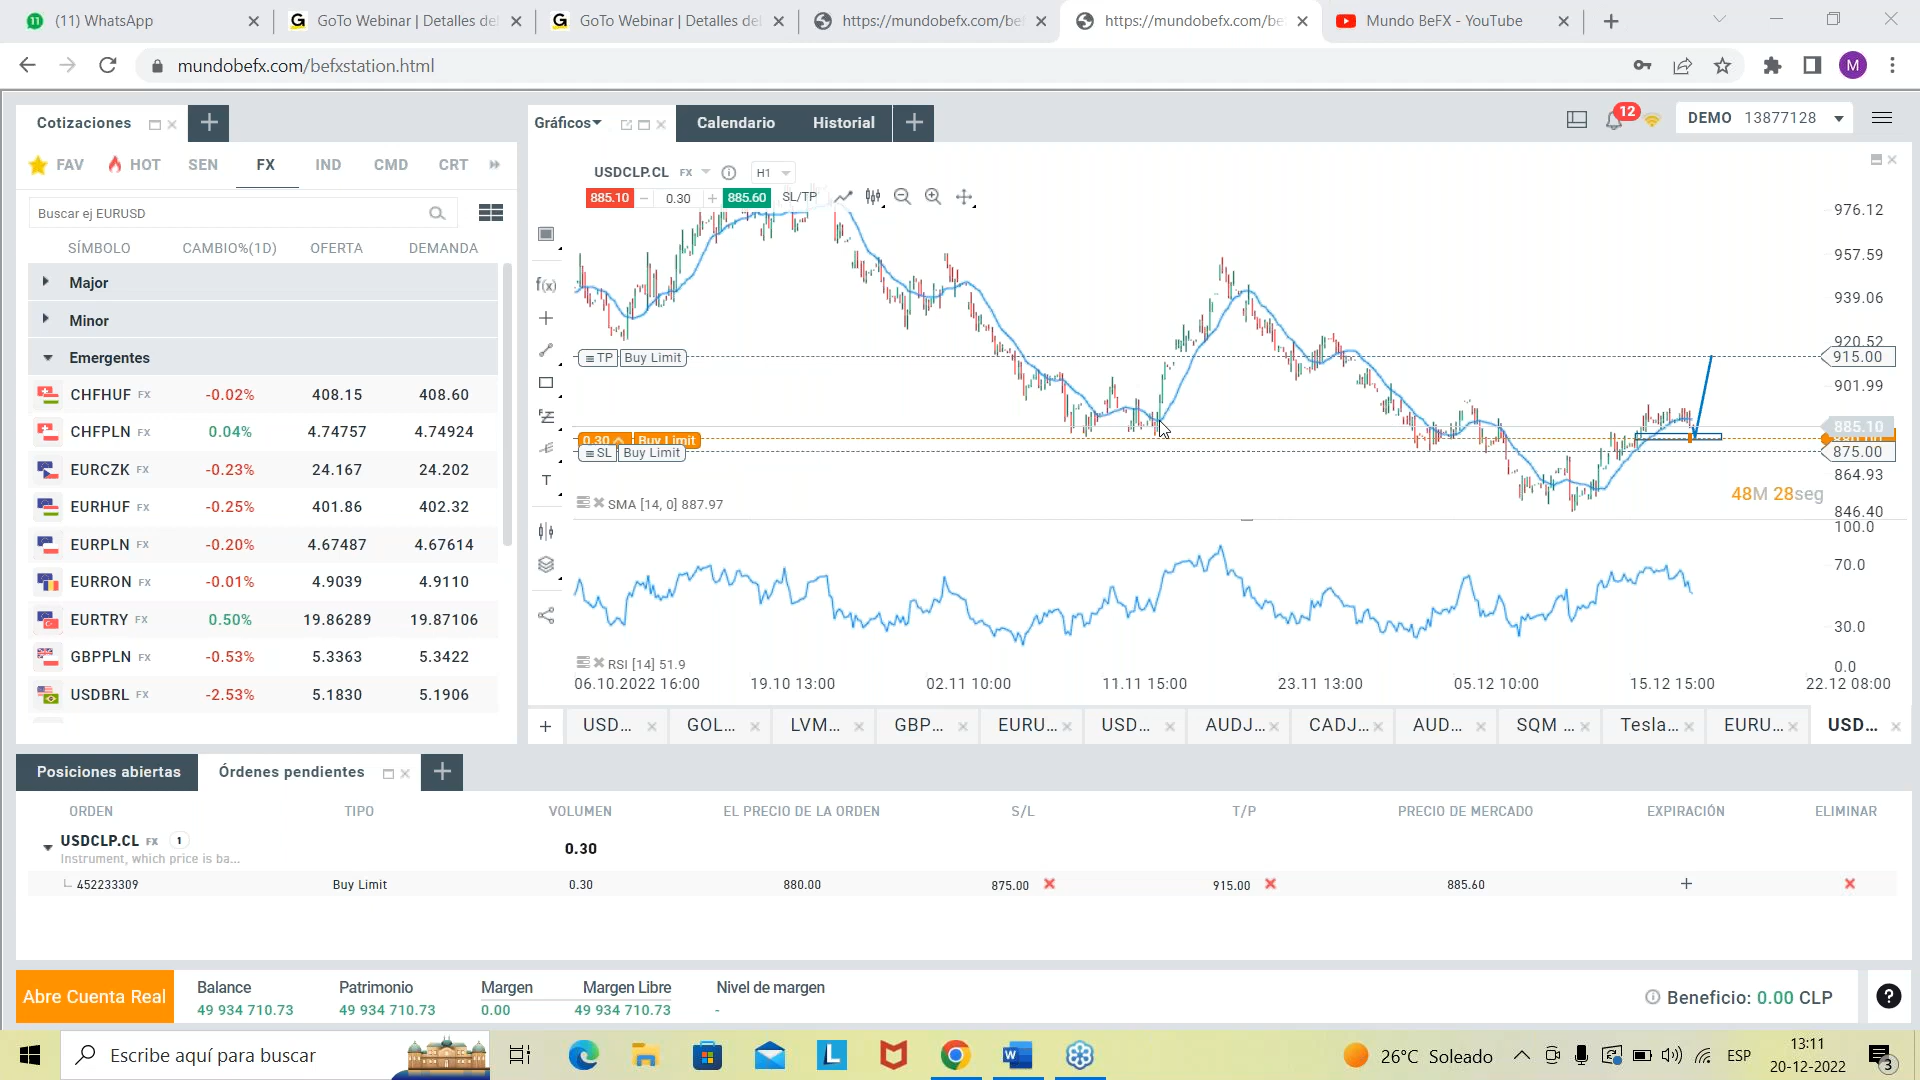 (11) WhatsApp
GoTo Webinar | Detalles del
GoTo Webinar | Detalles del
https://mundobefx.com/be
https://mundobefx.com/be
Mundo BeFX - YouTube
mundobefx.com/befxstation.html
M
Cotizaciones
Gráficos
Calendario
Historial
12
DEMO 13877128
FAV
HOT
SEN
FX
IND
CMD
CRT
Buscar ej EURUSD
SÍMBOLO CAMBIO%(1D) OFERTA DEMANDA
Major
Minor
Emergentes
CHFHUF FX -0.02% 408.15 408.60
CHFPLN FX 0.04% 4.74757 4.74924
EURCZK FX -0.23% 24.167 24.202
EURHUF FX -0.25% 401.86 402.32
EURPLN FX -0.20% 4.67487 4.67614
EURRON FX -0.01% 4.9039 4.9110
EURTRY FX 0.50% 19.86289 19.87106
GBPPLN FX -0.53% 5.3363 5.3422
USDBRL FX -2.53% 5.1830 5.1906
USDCLP.CL FX
H1
885.10 − 0.30 + 885.60 SL/TP
f(x)
T
976.12
957.59
939.06
920.52
915.00
901.99
885.10
875.00
864.93
846.40
TP Buy Limit
0.30 Buy Limit
SL Buy Limit
48M 28seg
SMA [14, 0] 887.97
100.0
70.0
30.0
0.0
RSI [14] 51.9
06.10.2022 16:00 19.10 13:00 02.11 10:00 11.11 15:00 23.11 13:00 05.12 10:00 15.12 15:00 22.12 08:00
USD... GOL... LVM... GBP... EURU... USD... AUDJ... CADJ... AUD... SQM ... Tesla... EURU... USD...
Posiciones abiertas
Órdenes pendientes
ORDEN TIPO VOLUMEN EL PRECIO DE LA ORDEN S/L T/P PRECIO DE MERCADO EXPIRACIÓN ELIMINAR
USDCLP.CL FX 1 0.30
Instrument, which price is ba...
452233309 Buy Limit 0.30 880.00 875.00 915.00 885.60
Abre Cuenta Real
Balance Patrimonio Margen Margen Libre Nivel de margen
49 934 710.73 49 934 710.73 0.00 49 934 710.73 -
Beneficio: 0.00 CLP
Escribe aquí para buscar
26°C Soleado
ESP
13:11
20-12-2022
3